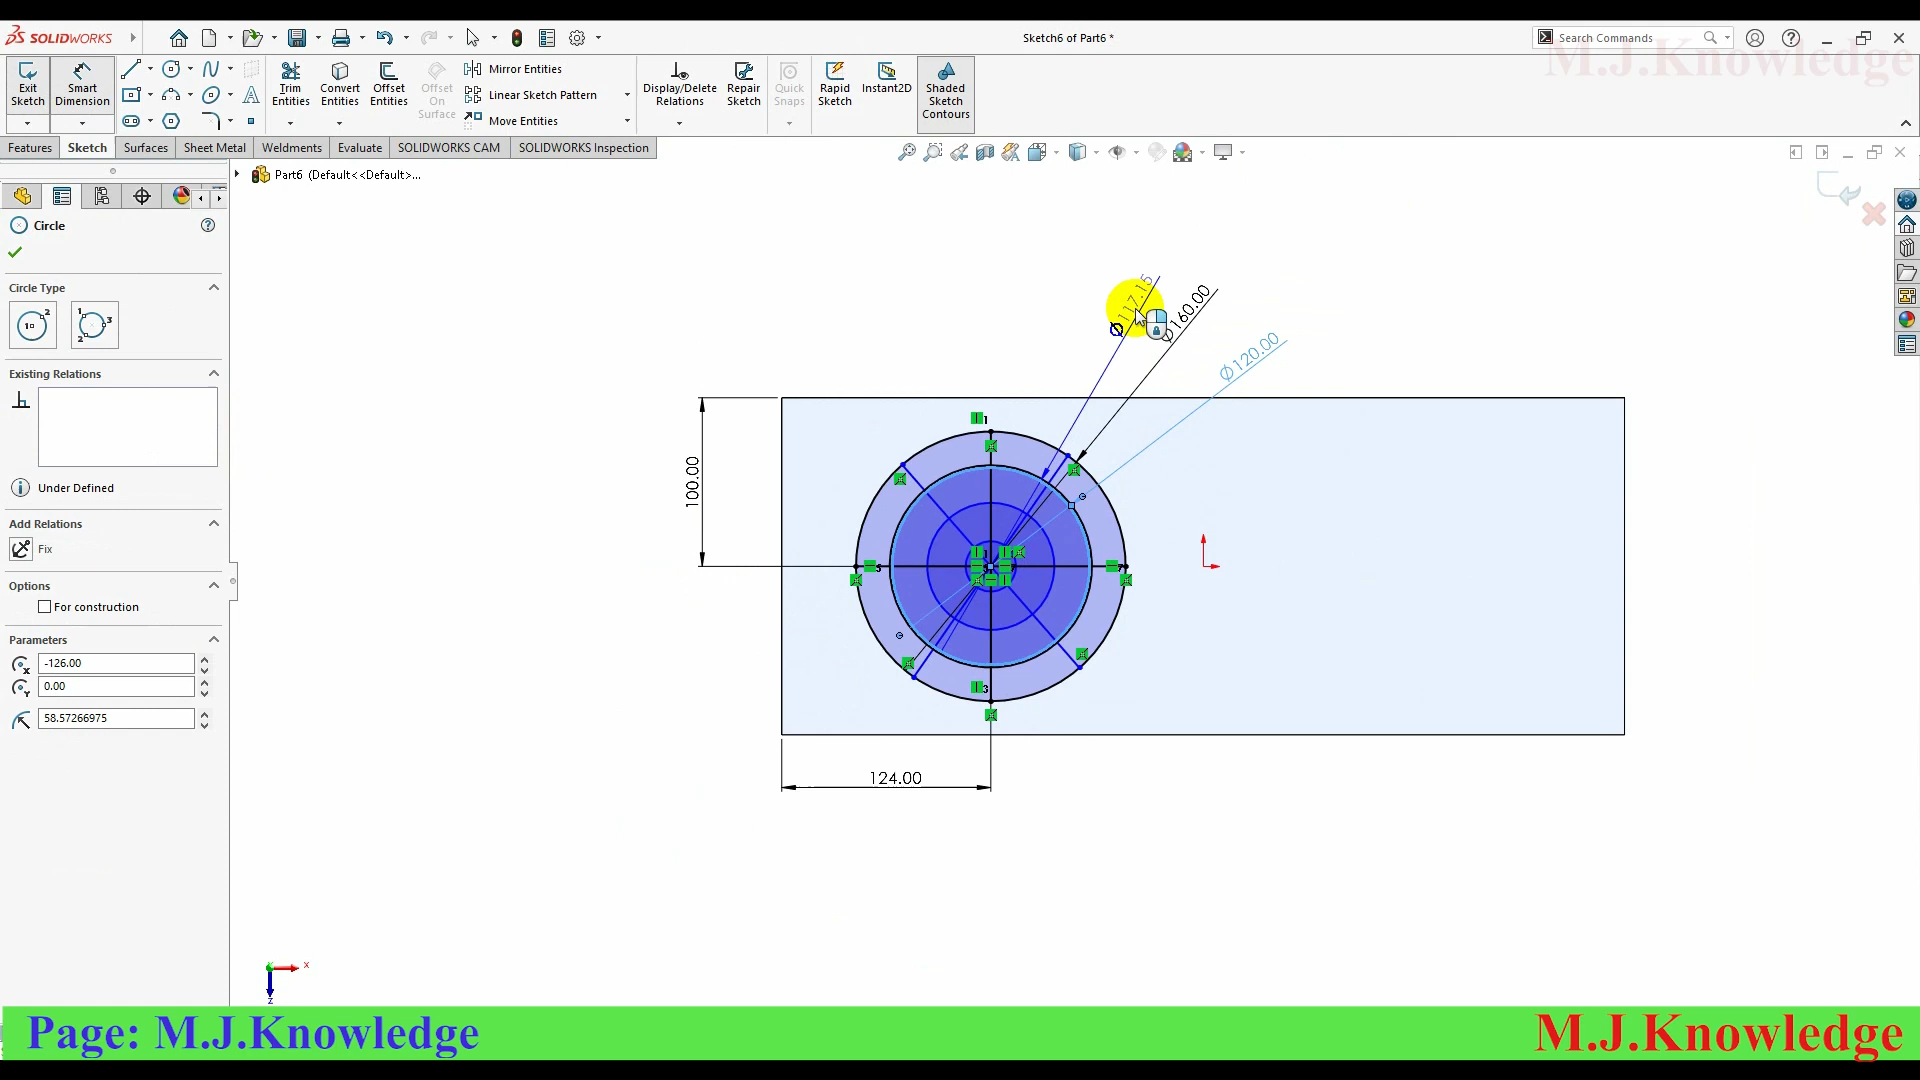 SOLIDWORKS
Sketch6 of Part6 *
Search Commands
M.J.Knowledge
Exit Sketch
Smart Dimension
Trim Entities
Convert Entities
Offset Entities
Offset On Surface
Mirror Entities
Linear Sketch Pattern
Move Entities
Display/Delete Relations
Repair Sketch
Quick Snaps
Rapid Sketch
Instant2D
Shaded Sketch Contours
Features
Sketch
Surfaces
Sheet Metal
Weldments
Evaluate
SOLIDWORKS CAM
SOLIDWORKS Inspection
Part6 (Default<<Default>...
Circle
Circle Type
Existing Relations
Under Defined
Add Relations
Fix
Options
For construction
Parameters
-126.00
0.00
58.57266975
Ø117.15
Ø160.00
Ø120.00
100.00
124.00
x
z
Page: M.J.Knowledge
M.J.Knowledge